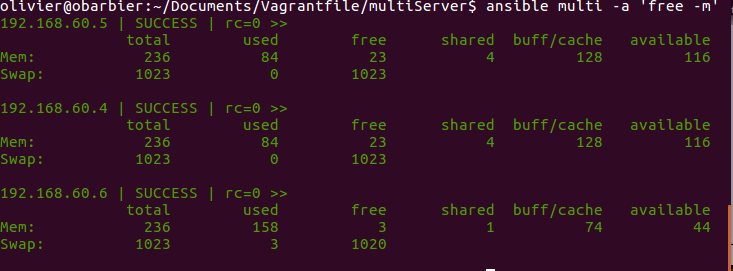 olivier@obarbier:~/Documents/Vagrantfile/multiServer$ ansible multi -a 'free -m'
192.168.60.5 | SUCCESS | rc=0 >>
              total        used        free      shared  buff/cache   available
Mem:            236          84          23           4         128         116
Swap:          1023           0        1023

192.168.60.4 | SUCCESS | rc=0 >>
              total        used        free      shared  buff/cache   available
Mem:            236          84          23           4         128         116
Swap:          1023           0        1023

192.168.60.6 | SUCCESS | rc=0 >>
              total        used        free      shared  buff/cache   available
Mem:            236         158           3           1          74          44
Swap:          1023           3        1020